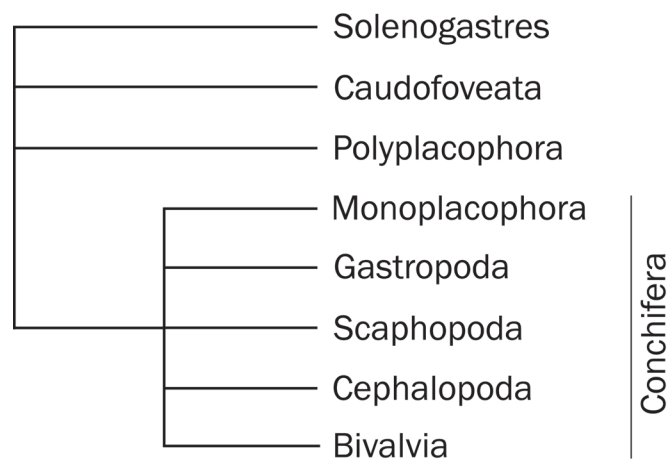 Solenogastres
Caudofoveata
Polyplacophora
Monoplacophora
Gastropoda
Scaphopoda
Cephalopoda
Bivalvia
Conchifera